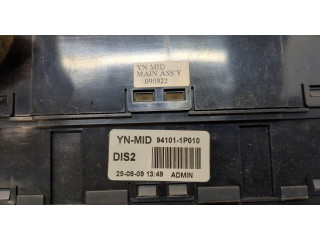 YN MID
MAIN ASS'Y
090922
YN-MID 94101-1P010
DIS2
29-09-09 13:49 ADMIN